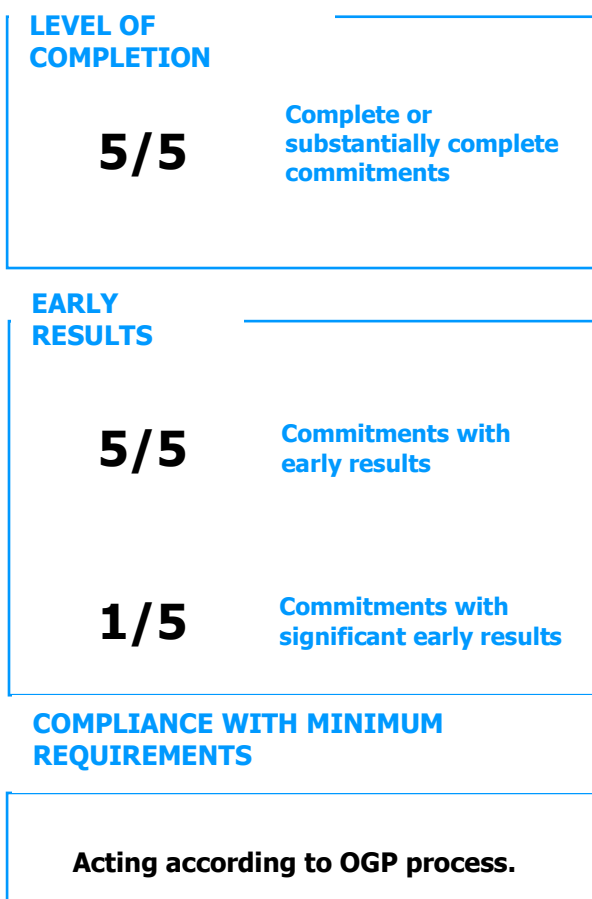 LEVEL OF
COMPLETION
5/5
Complete or
substantially complete
commitments
EARLY
RESULTS
5/5
Commitments with
early results
1/5
Commitments with
significant early results
COMPLIANCE WITH MINIMUM
REQUIREMENTS
Acting according to OGP process.